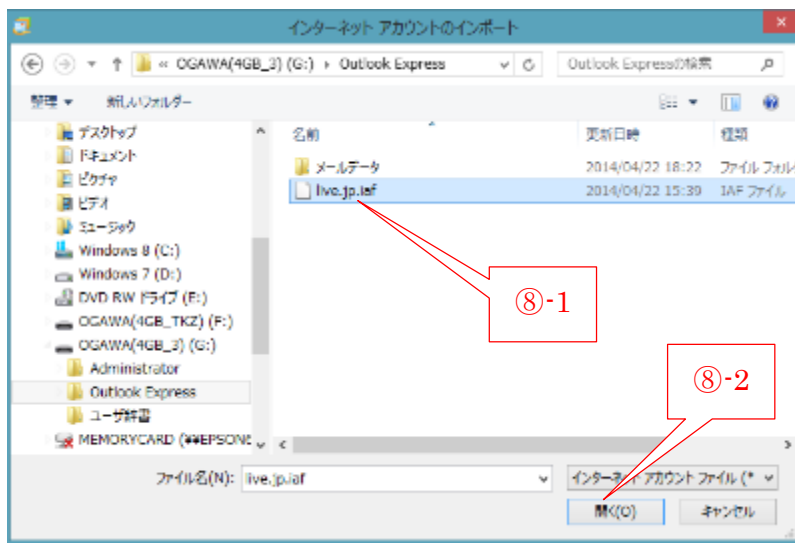 インターネット アカウントのインポート
« OGAWA(4GB_3) (G:) › Outlook Express
Outlook Expressの検索
整理 ▼ 新しいフォルダー
デスクトップ
ドキュメント
ピクチャ
ビデオ
ミュージック
Windows 8 (C:)
Windows 7 (D:)
DVD RW ドライブ (E:)
OGAWA(4GB_TKZ) (F:)
OGAWA(4GB_3) (G:)
Administrator
Outlook Express
ユーザ辞書
MEMORYCARD (¥¥EPSON
名前 更新日時 種類
メールデータ 2014/04/22 18:22 ファイル フォル
live.jp.iaf 2014/04/22 15:39 IAF ファイル
⑧-1
⑧-2
ファイル名(N): live.jp.iaf インターネット アカウント ファイル (*
開く(O) キャンセル